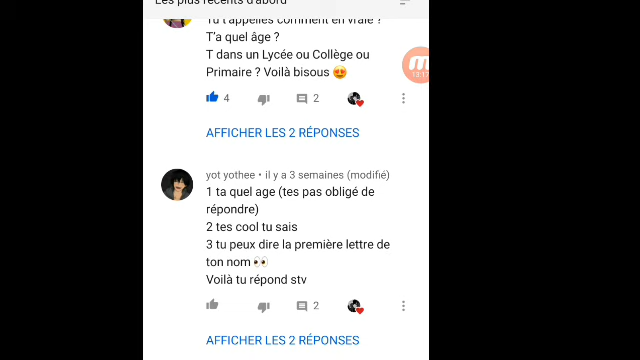 Les plus récents d'abord
Tu t'appelles comment en vraie ?
T'a quel âge ?
T dans un Lycée ou Collège ou
Primaire ? Voilà bisous 😍
13:17
4
2
AFFICHER LES 2 RÉPONSES
yot yothee • il y a 3 semaines (modifié)
1 ta quel age (tes pas obligé de
répondre)
2 tes cool tu sais
3 tu peux dire la première lettre de
ton nom 👀
Voilà tu répond stv
2
AFFICHER LES 2 RÉPONSES